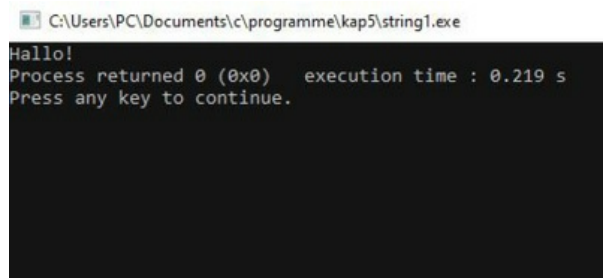 C:\Users\PC\Documents\c\programme\kap5\string1.exe
Hallo!
Process returned 0 (0x0)   execution time : 0.219 s
Press any key to continue.